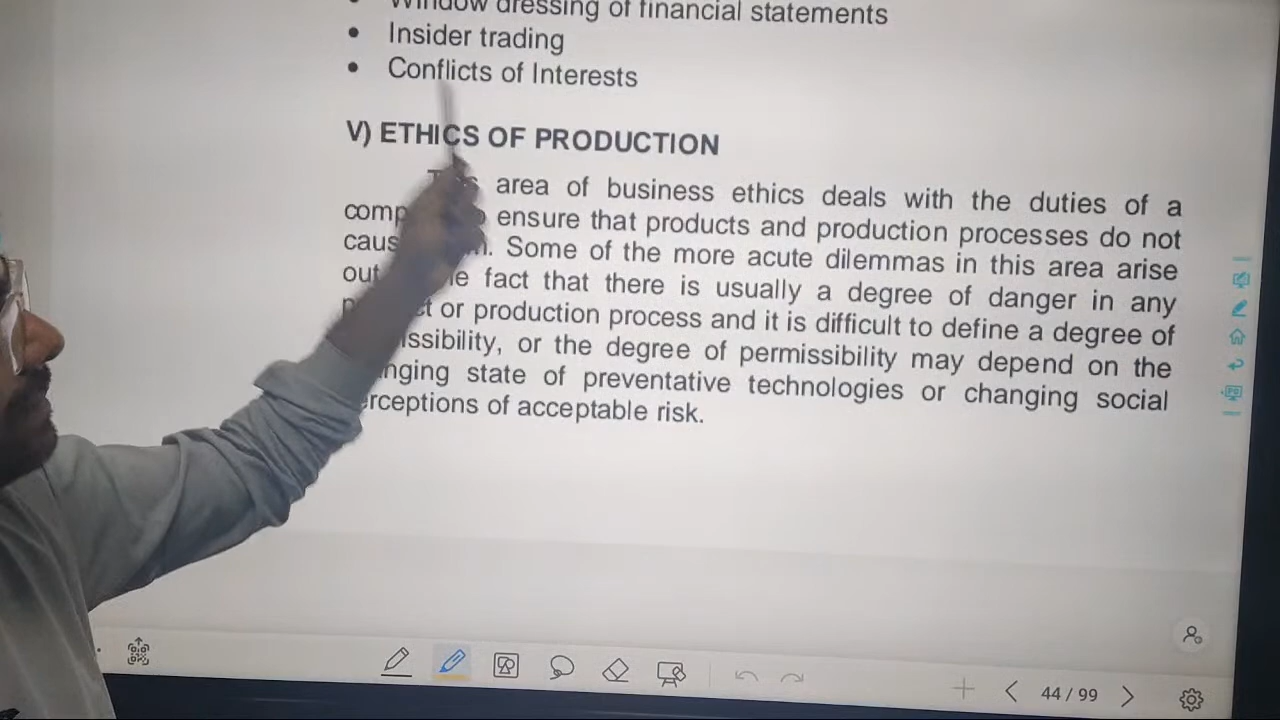 Window dressing of financial statements
• Insider trading
• Conflicts of Interests
V) ETHICS OF PRODUCTION
area of business ethics deals with the duties of a
ensure that products and production processes do not
Some of the more acute dilemmas in this area arise
out fact that there is usually a degree of danger in any
or production process and it is difficult to define a degree of
or the degree of permissibility may depend on the
state of preventative technologies or changing social
of acceptable risk.
44 / 99